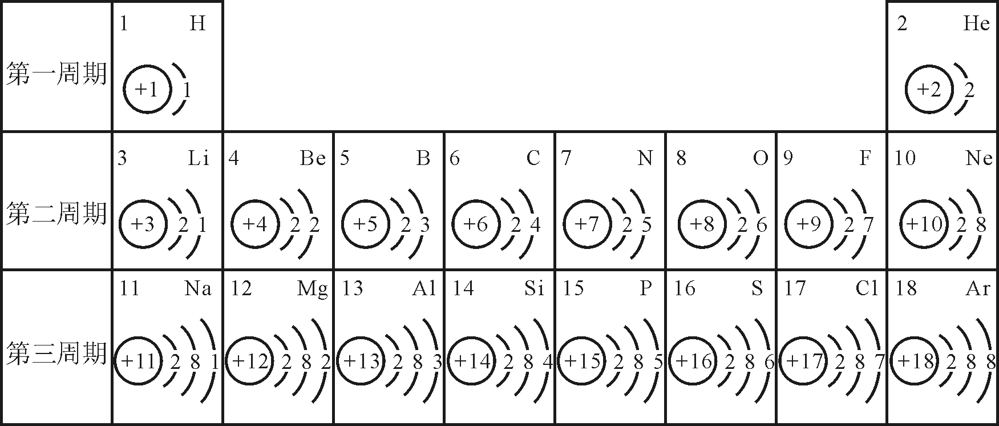 1 H 2 He
第一周期 +1 1 +2 2
3 Li 4 Be 5 B 6 C 7 N 8 O 9 F 10 Ne
第二周期 +3 2 1 +4 2 2 +5 2 3 +6 2 4 +7 2 5 +8 2 6 +9 2 7 +10 2 8
11 Na 12 Mg 13 Al 14 Si 15 P 16 S 17 Cl 18 Ar
第三周期 +11 2 8 1 +12 2 8 2 +13 2 8 3 +14 2 8 4 +15 2 8 5 +16 2 8 6 +17 2 8 7 +18 2 8 8